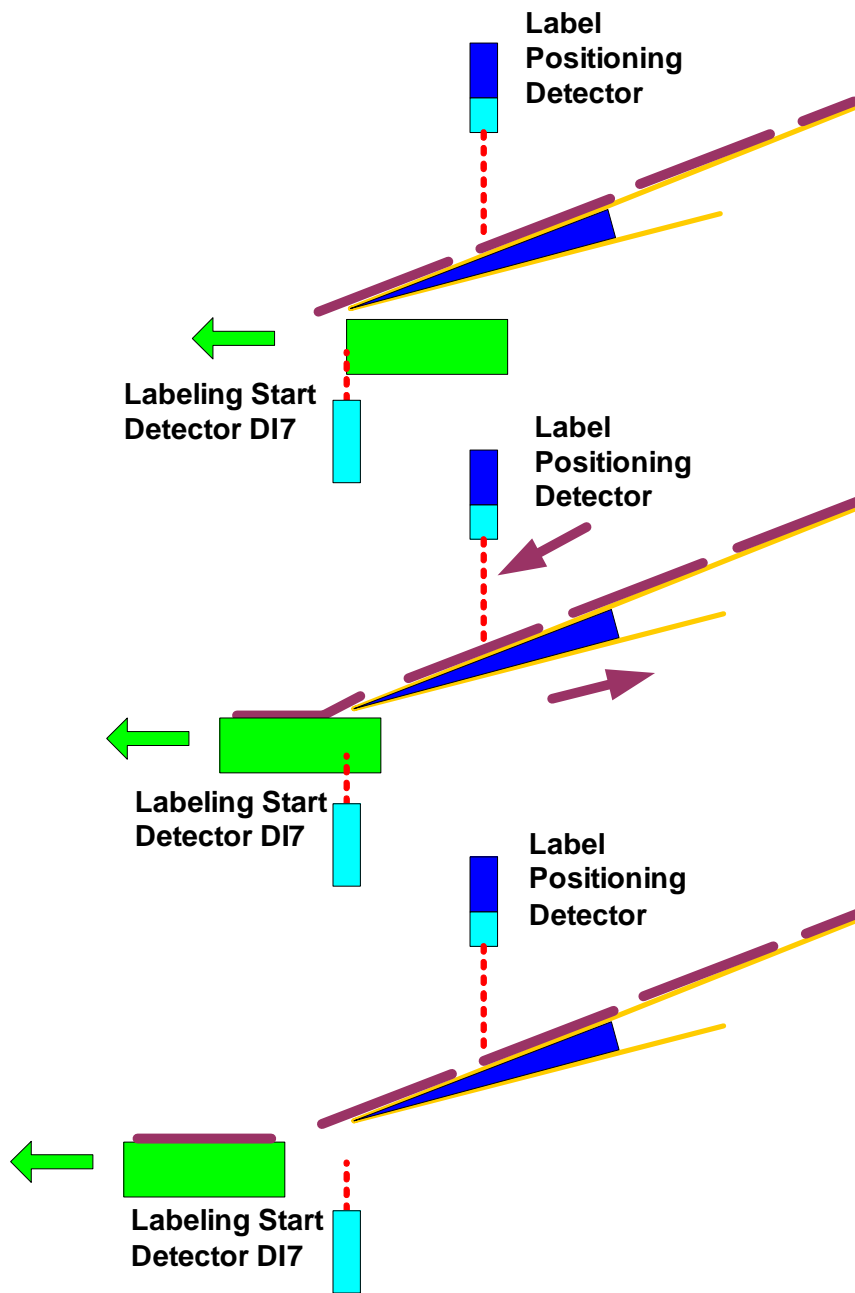 Label
Positioning
Detector
Labeling Start
Detector DI7
Label
Positioning
Detector
Labeling Start
Detector DI7
Label
Positioning
Detector
Labeling Start
Detector DI7